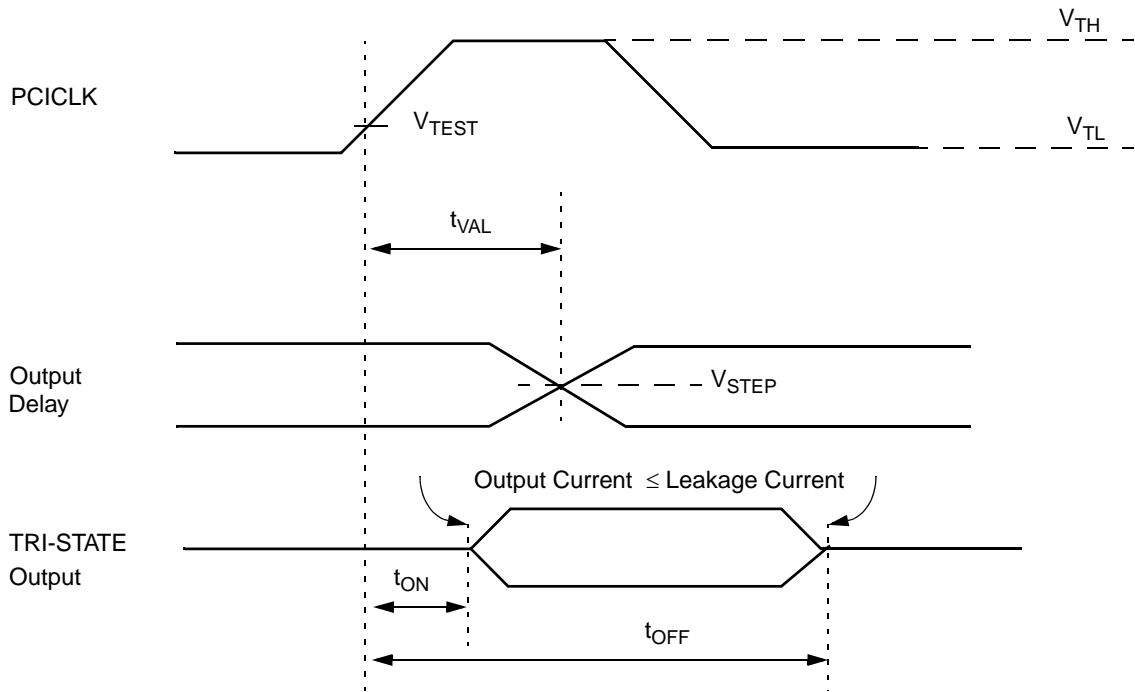 V_TH
PCICLK
V_TEST
V_TL
t_VAL
Output
Delay
V_STEP
Output Current ≤ Leakage Current
TRI-STATE
Output
t_ON
t_OFF